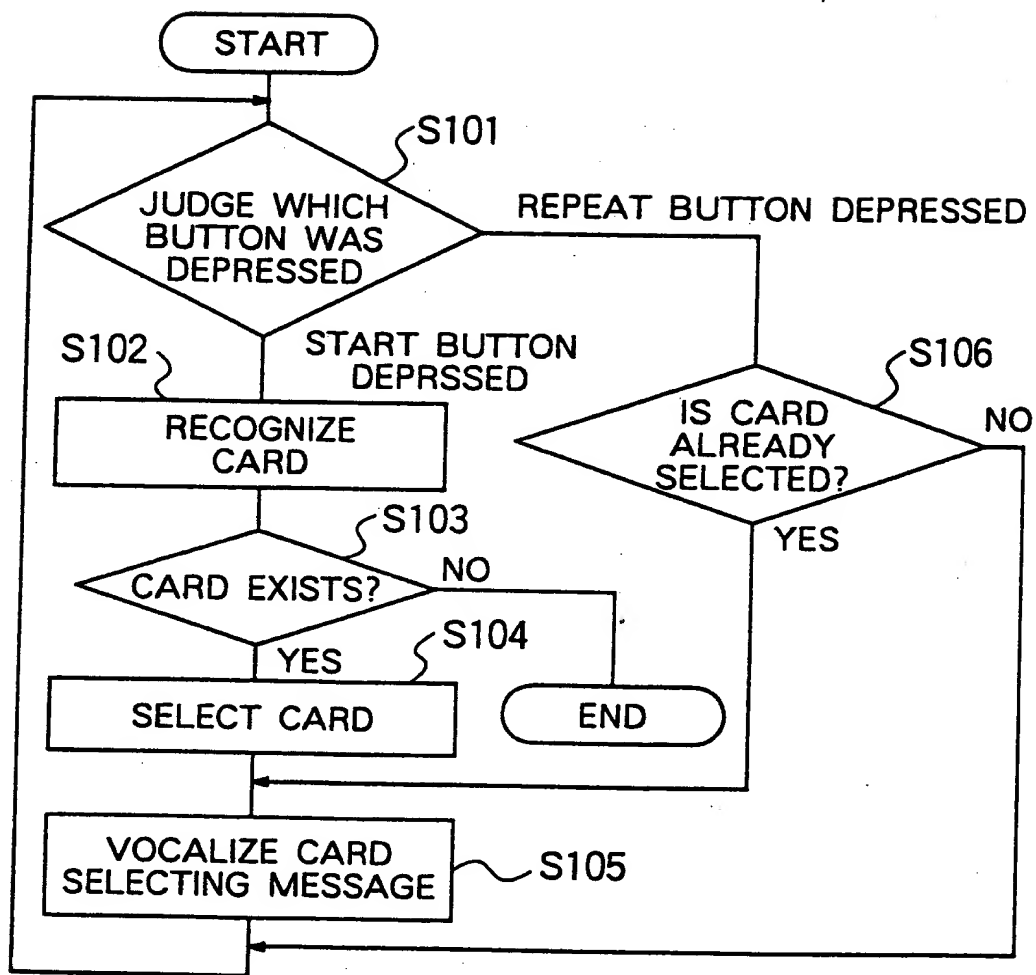 START
S101
JUDGE WHICH
BUTTON WAS
DEPRESSED
REPEAT BUTTON DEPRESSED
S102
START BUTTON
DEPRSSED
S106
RECOGNIZE
CARD
IS CARD
ALREADY
SELECTED?
NO
YES
S103
CARD EXISTS?
NO
S104
YES
SELECT CARD
END
VOCALIZE CARD
SELECTING MESSAGE
S105